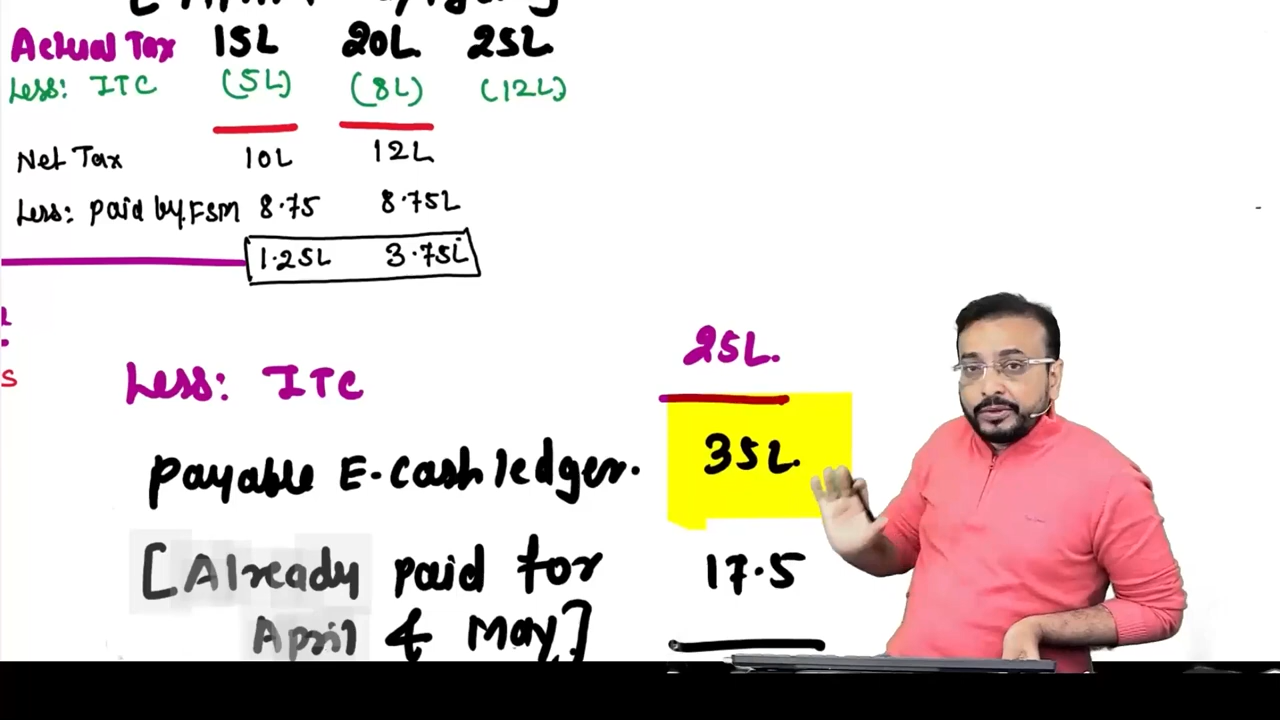 Actual Tax 15L 20L 25L
Less: ITC (5L) (8L) (12L)
Net Tax 10L 12L
Less: Paid by FSM 8.75 8.75L
1.25L 3.75L
25L.
Less: ITC
Payable E-cash ledger. 35L.
[Already paid for 17.5
April & May]